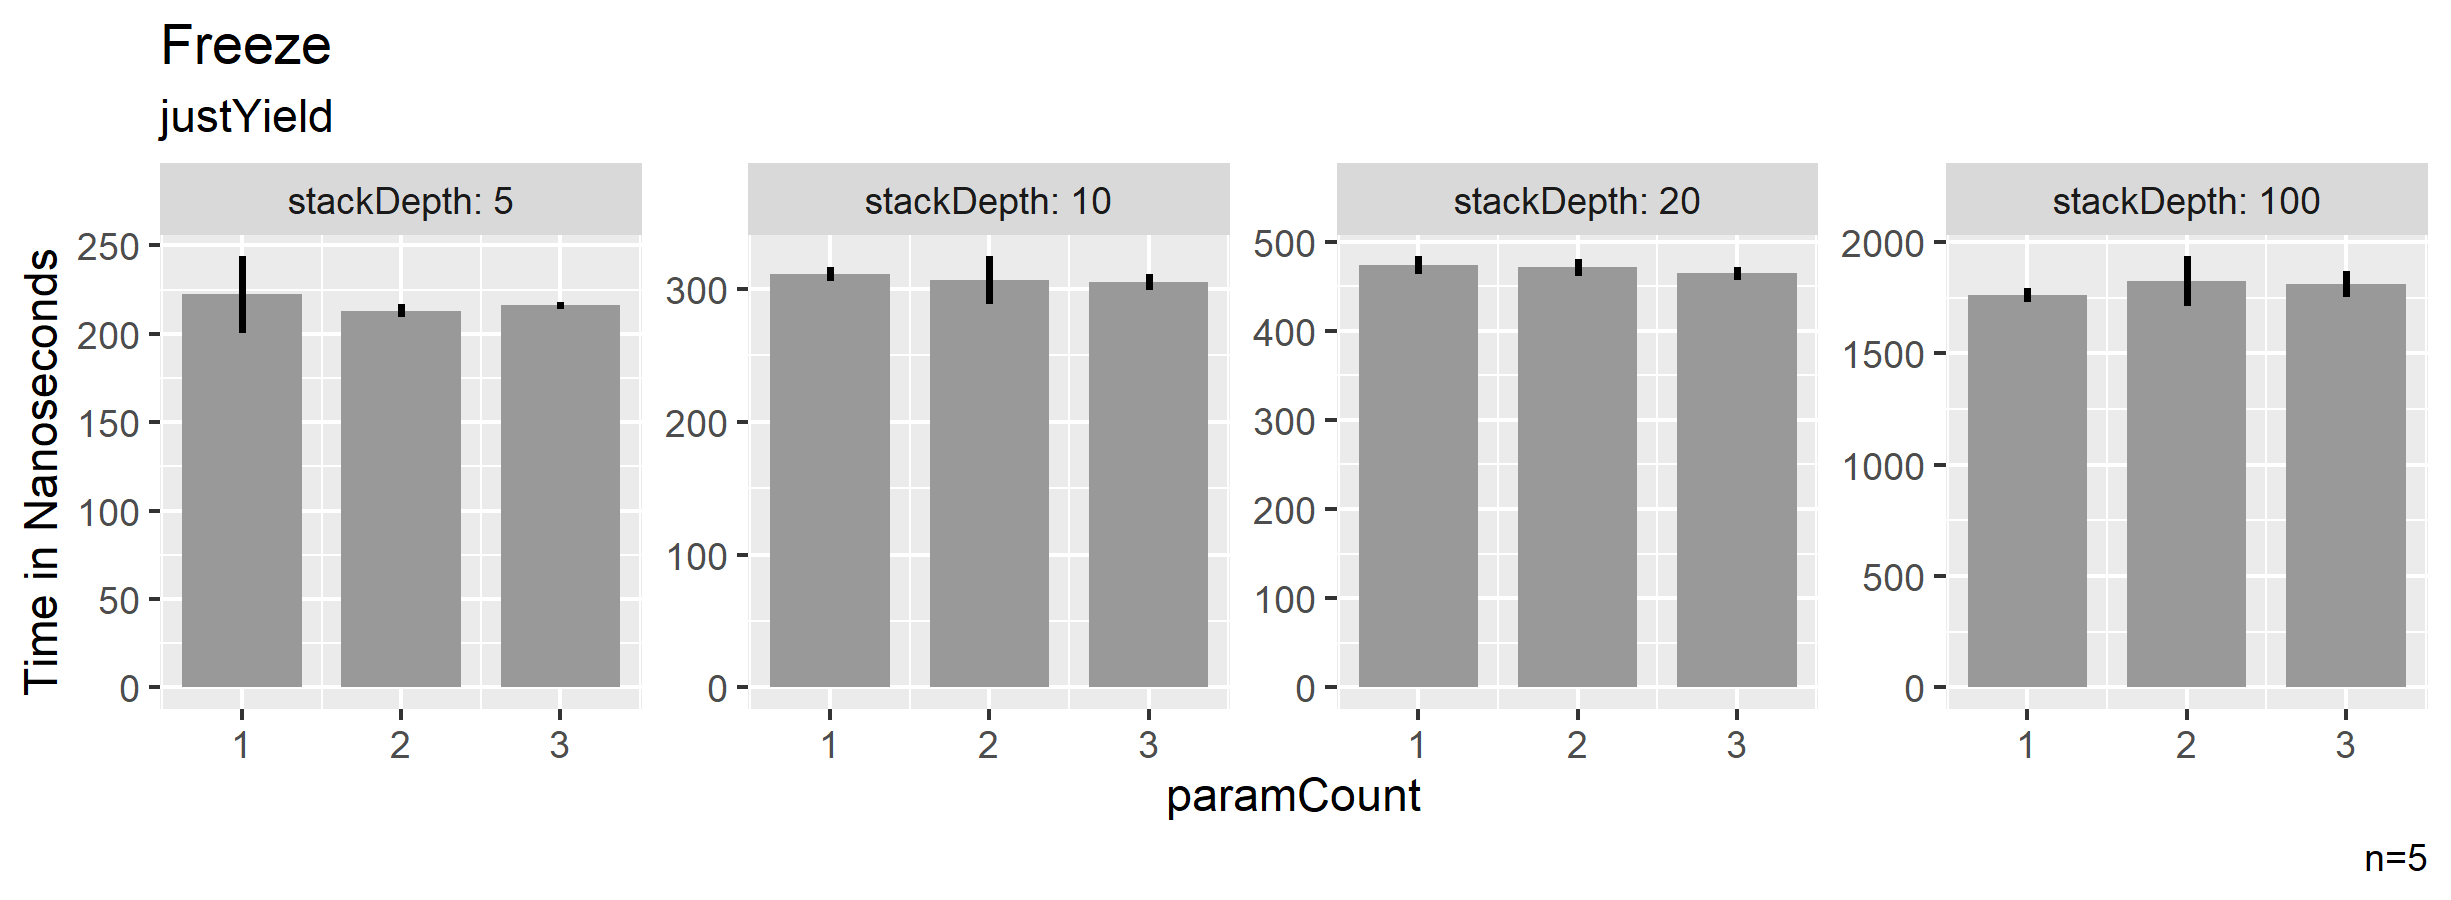 Freeze
justYield
stackDepth: 5
stackDepth: 10
stackDepth: 20
stackDepth: 100
Time in Nanoseconds
250
200
150
100
50
0
300
200
100
0
500
400
300
200
100
0
2000
1500
1000
500
0
1 2 3
1 2 3
1 2 3
1 2 3
paramCount
n=5